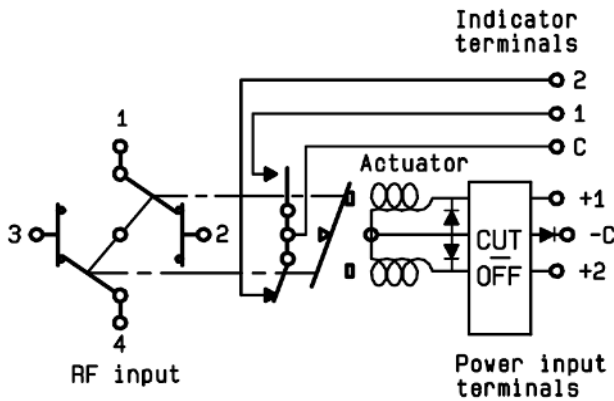 Indicator
terminals
2
1
C
1
Actuator
+1
3
2
CUT
OFF
-C
+2
4
RF input
Power input
terminals